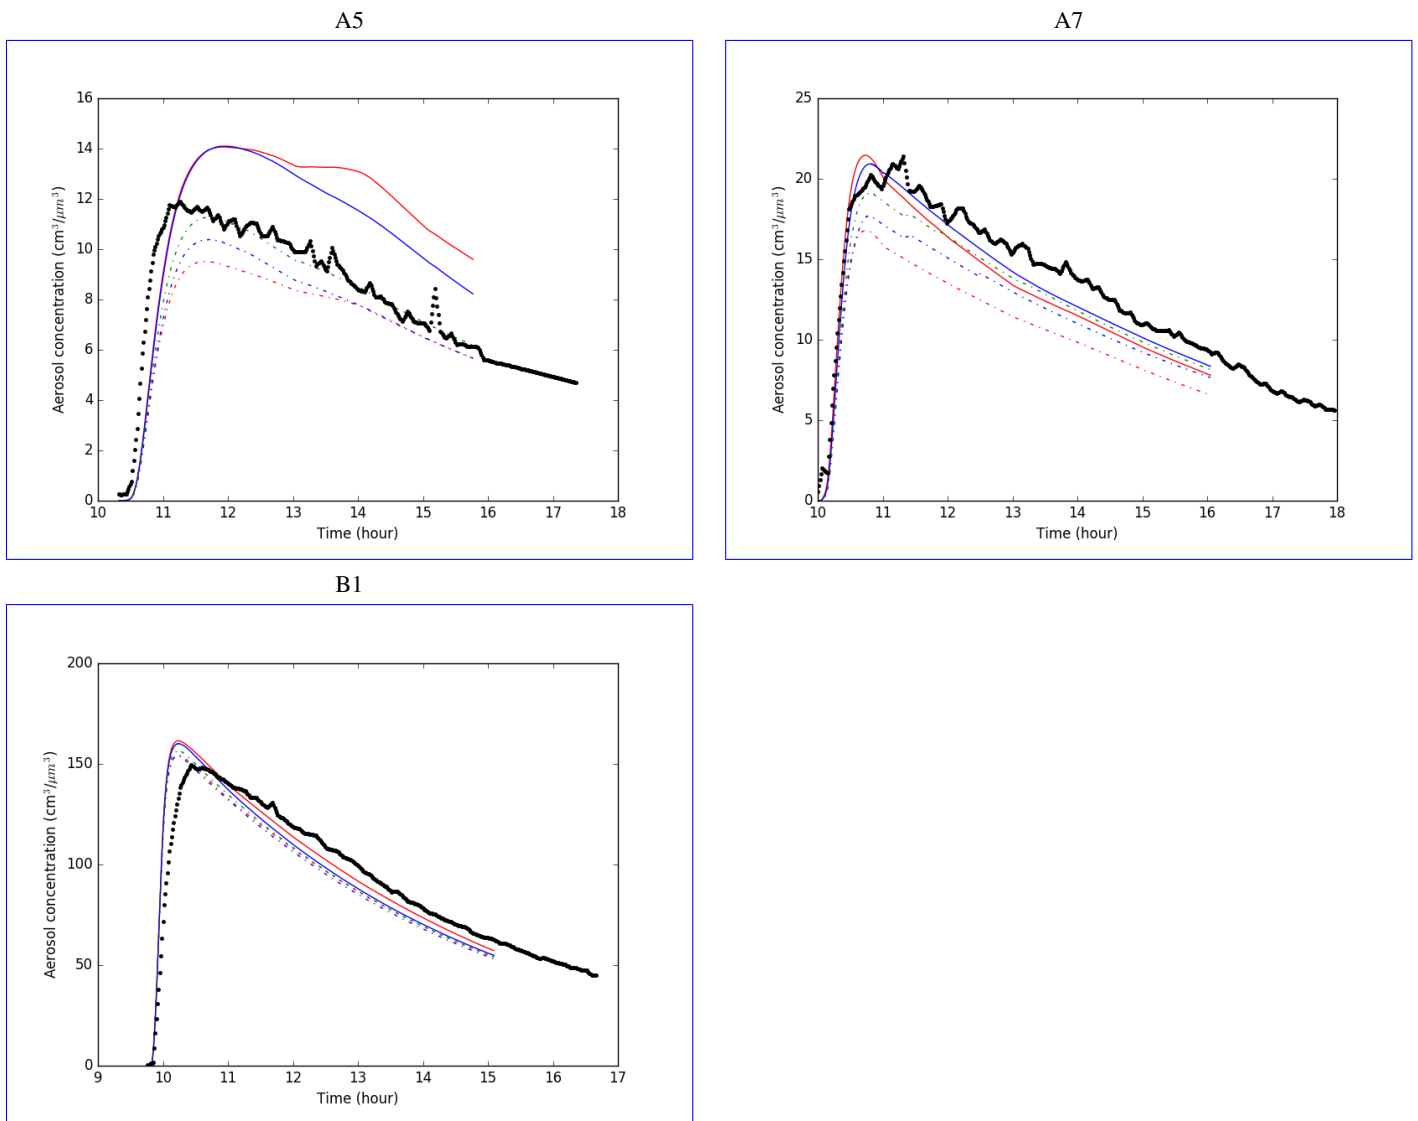 A5
16
14
12
10
8
6
4
2
0
Aerosol concentration (cm³/μm³)
10 11 12 13 14 15 16 17 18
Time (hour)
A7
25
20
15
10
5
0
Aerosol concentration (cm³/μm³)
10 11 12 13 14 15 16 17 18
Time (hour)
B1
200
150
100
50
0
Aerosol concentration (cm³/μm³)
9 10 11 12 13 14 15 16 17
Time (hour)